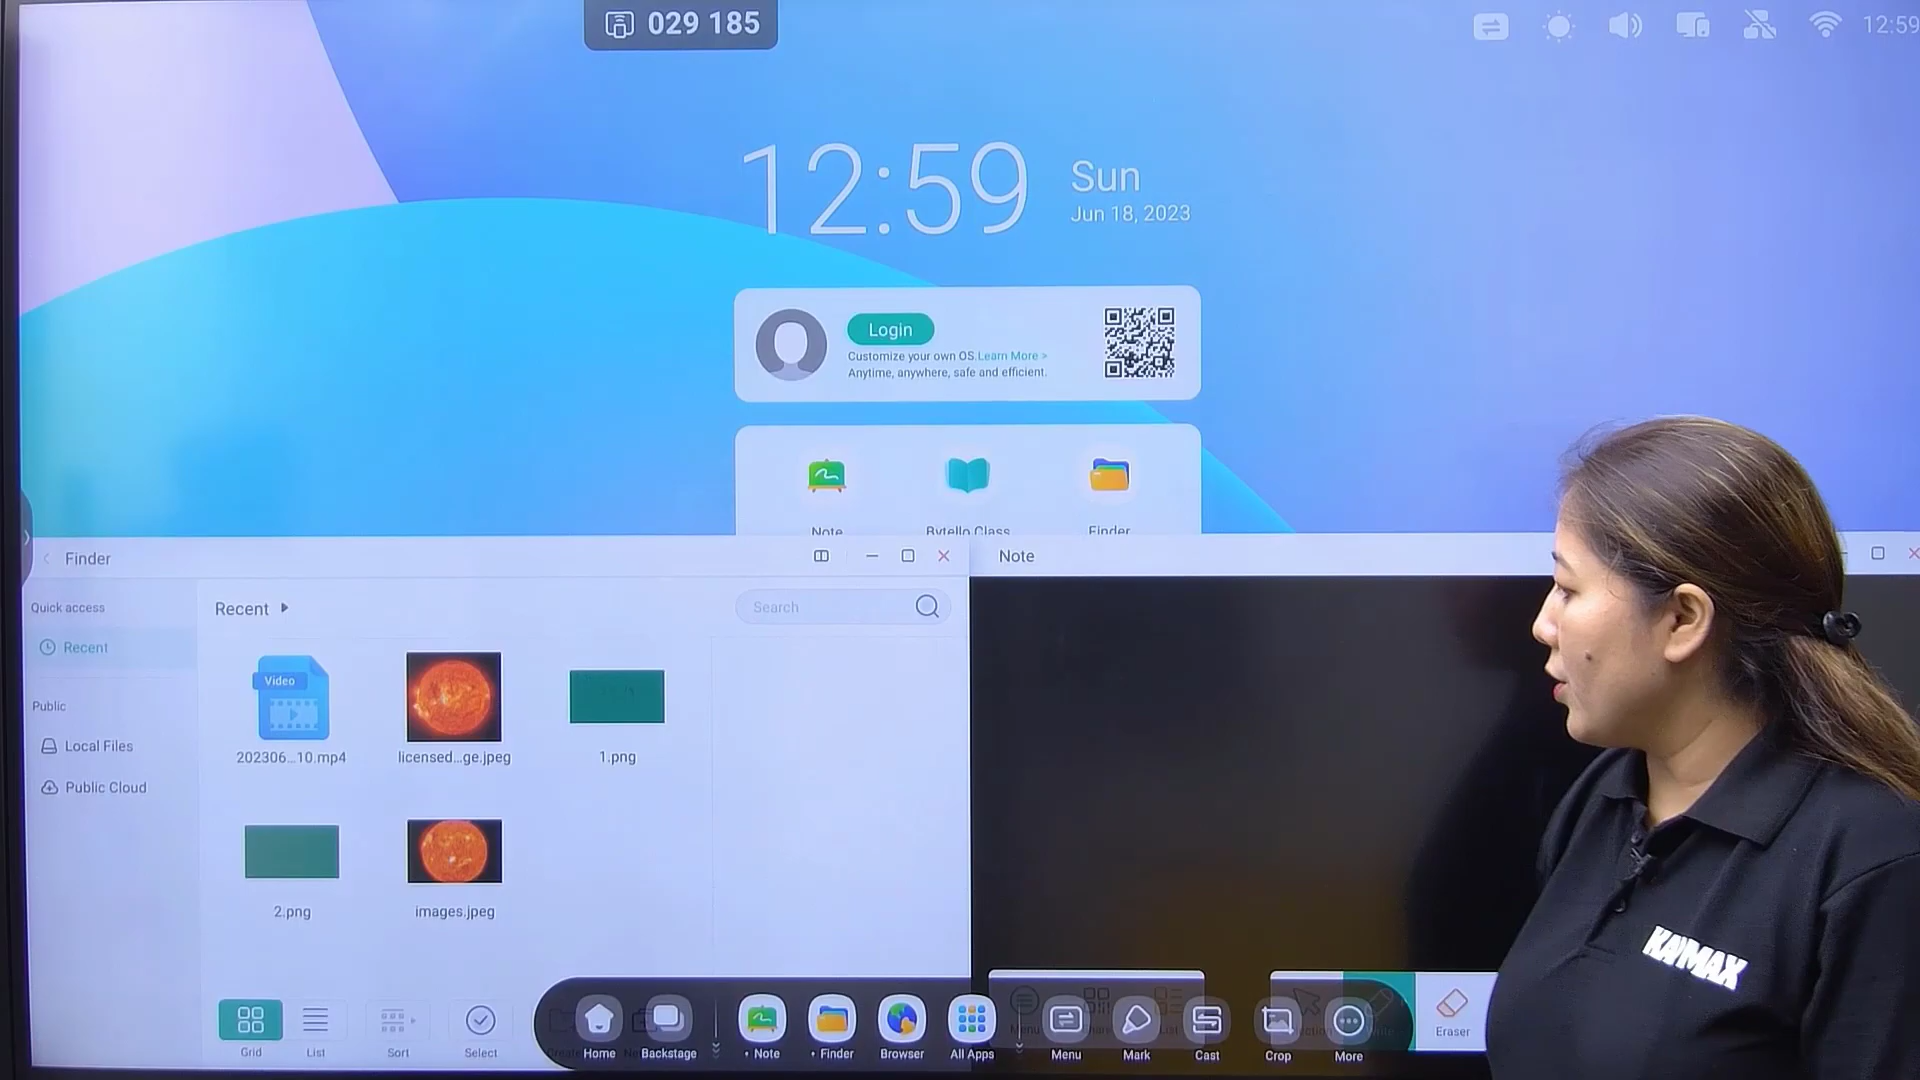 029 185
12:59
12:59
Sun
Jun 18, 2023
Login
Customize your own OS.Learn More >
Anytime, anywhere, safe and efficient.
Note
Bytello Class
Finder
Finder
Note
Quick access
Recent
Search
Recent
Video
202306...10.mp4
licensed...ge.jpeg
1.png
Public
Local Files
Public Cloud
2.png
images.jpeg
KAYMAX
Grid
List
Sort
Select
Home
Backstage
• Note
• Finder
Browser
All Apps
Menu
Mark
Cast
Crop
More
Eraser